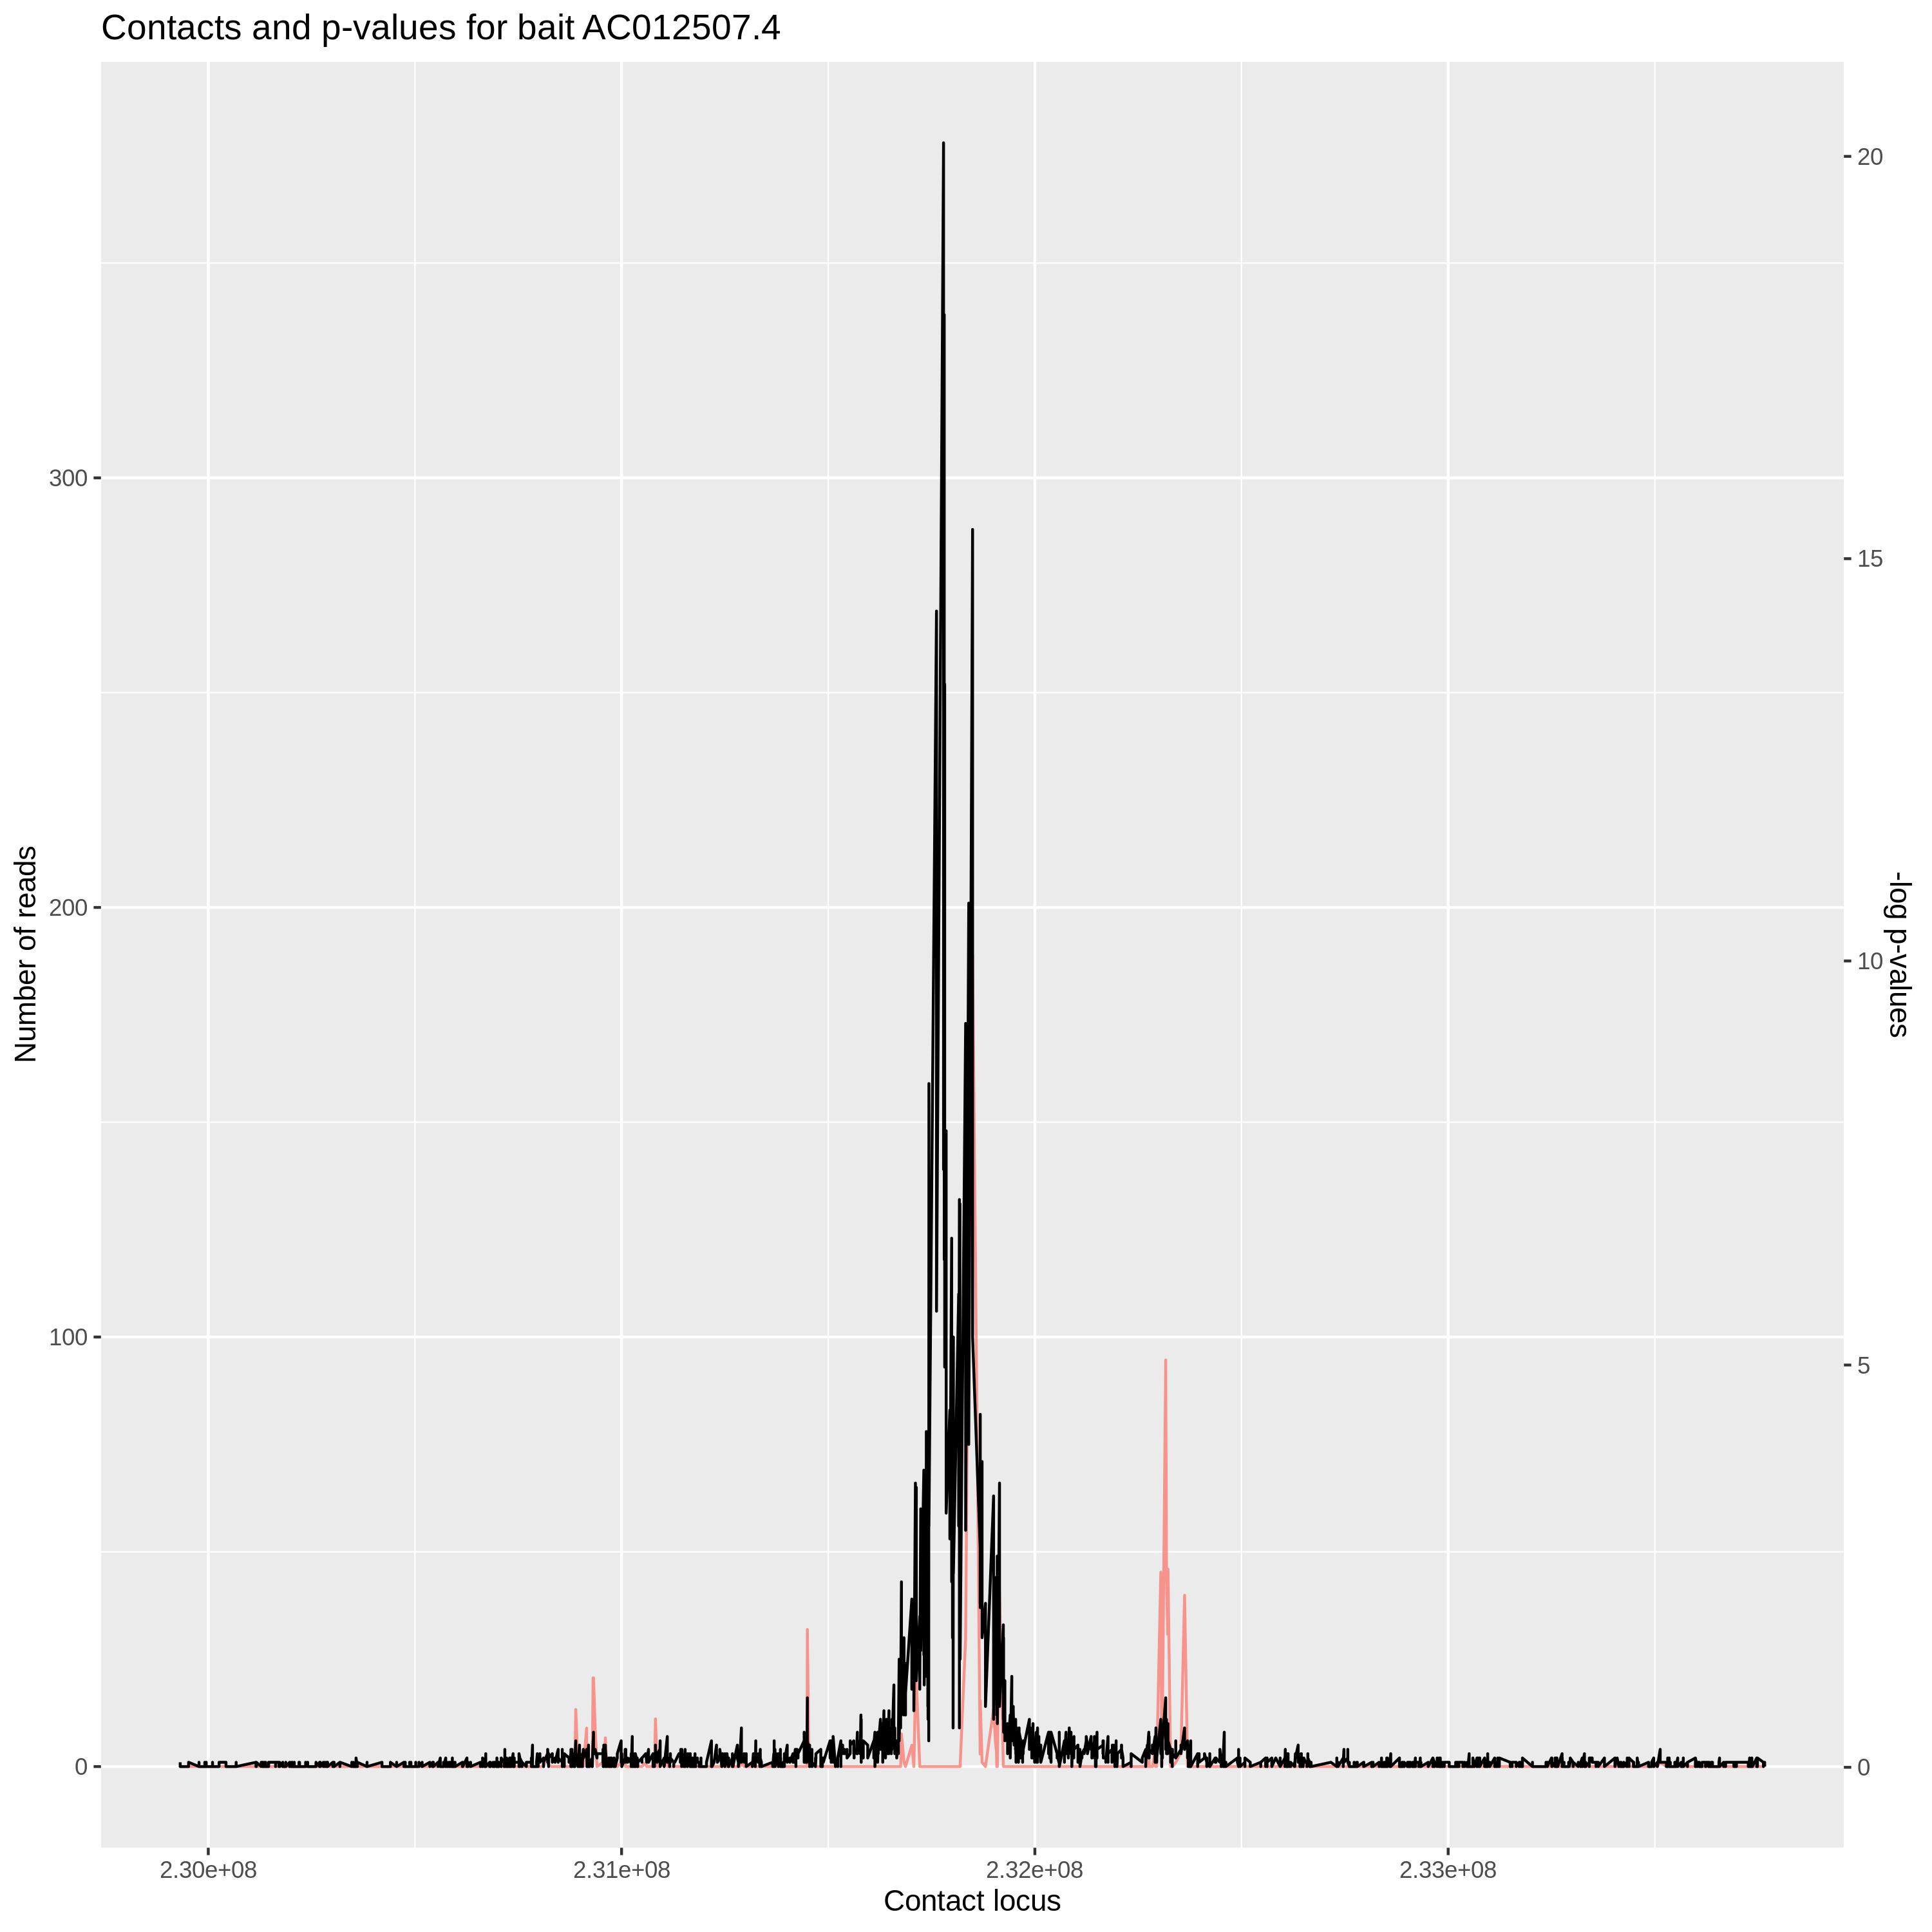 Contacts and p-values for bait AC012507.4
Number of reads
300
200
100
0
20
15
10
5
0
-log p-values
2.30e+08 2.31e+08 2.32e+08 2.33e+08
Contact locus